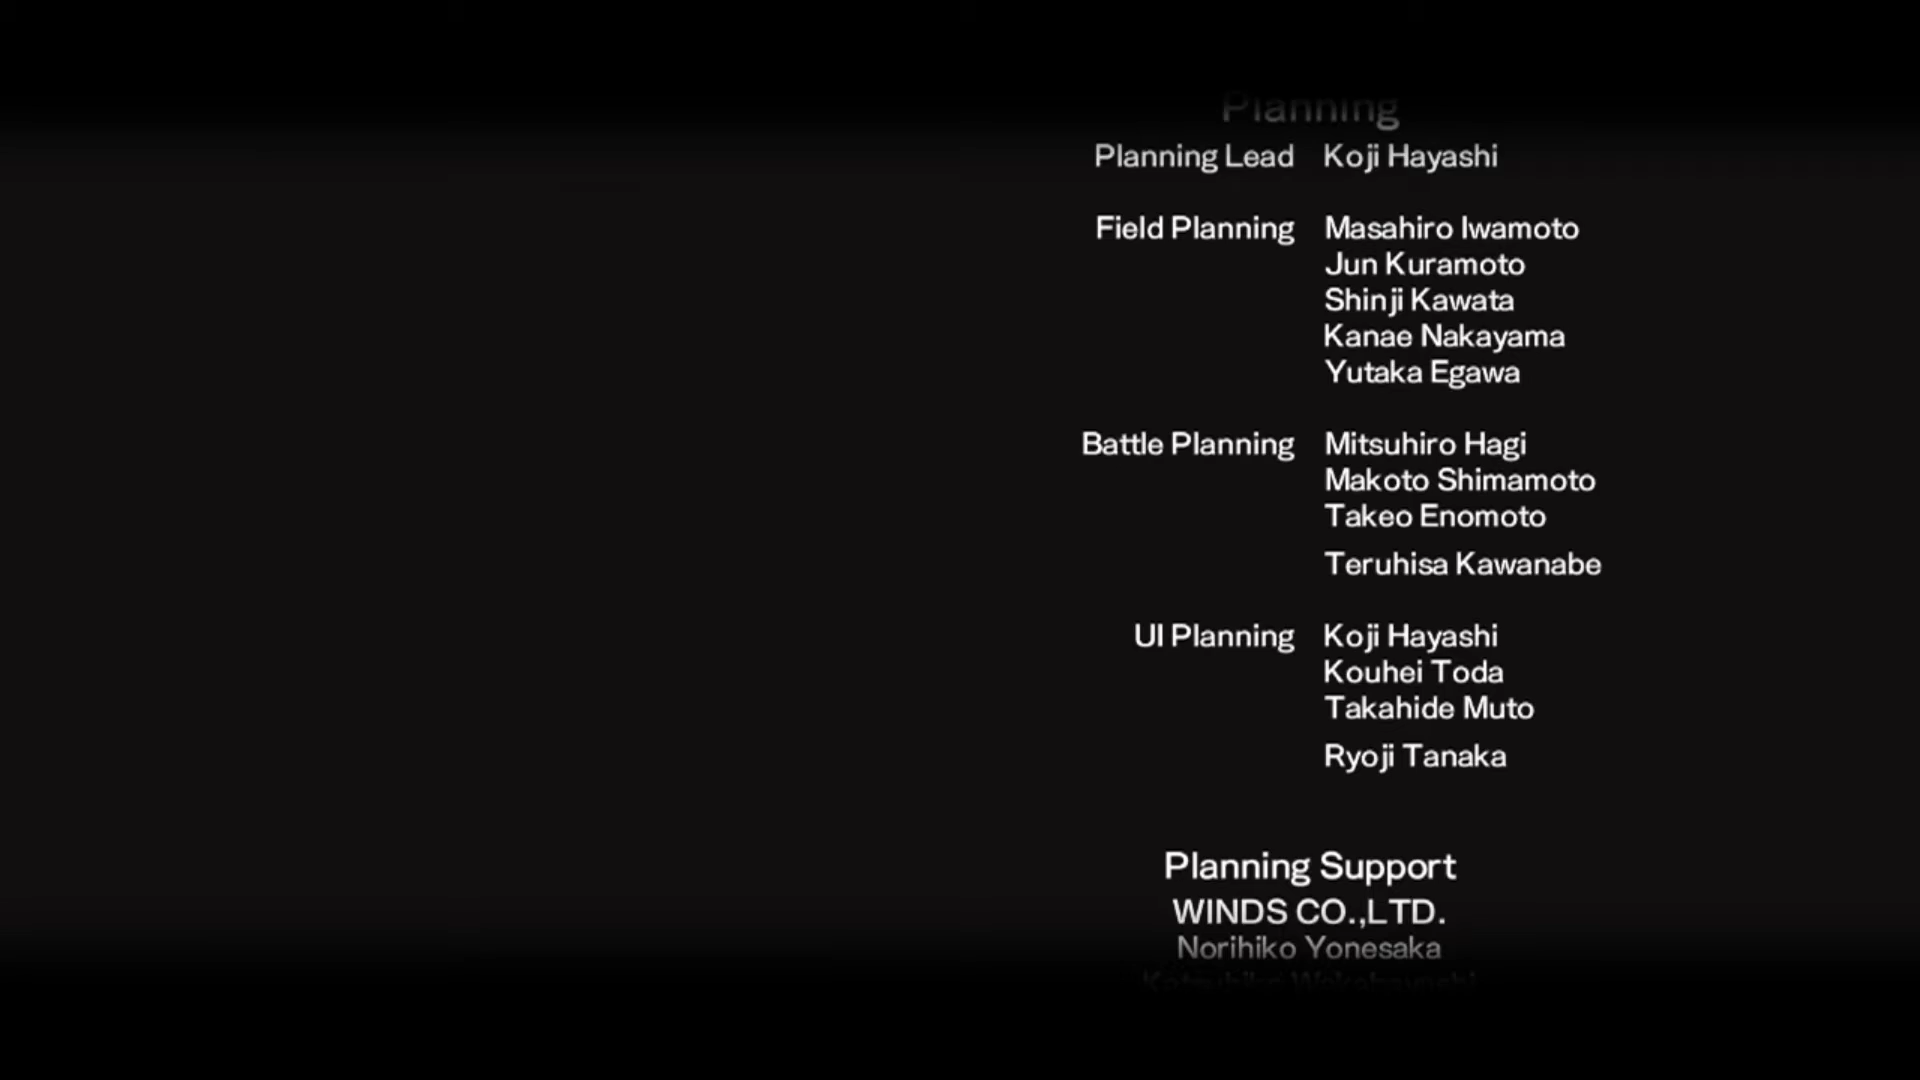 Planning
Planning Lead Koji Hayashi
Field Planning Masahiro Iwamoto
Jun Kuramoto
Shinji Kawata
Kanae Nakayama
Yutaka Egawa
Battle Planning Mitsuhiro Hagi
Makoto Shimamoto
Takeo Enomoto
Teruhisa Kawanabe
UI Planning Koji Hayashi
Kouhei Toda
Takahide Muto
Ryoji Tanaka
Planning Support
WINDS CO.,LTD.
Norihiko Yonesaka